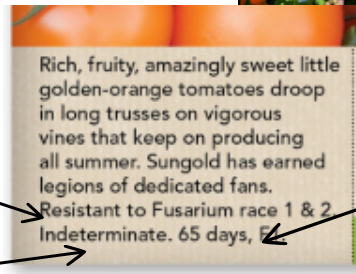 Rich, fruity, amazingly sweet little
golden-orange tomatoes droop
in long trusses on vigorous
vines that keep on producing
all summer. Sungold has earned
legions of dedicated fans.
Resistant to Fusarium race 1 & 2.
Indeterminate. 65 days,